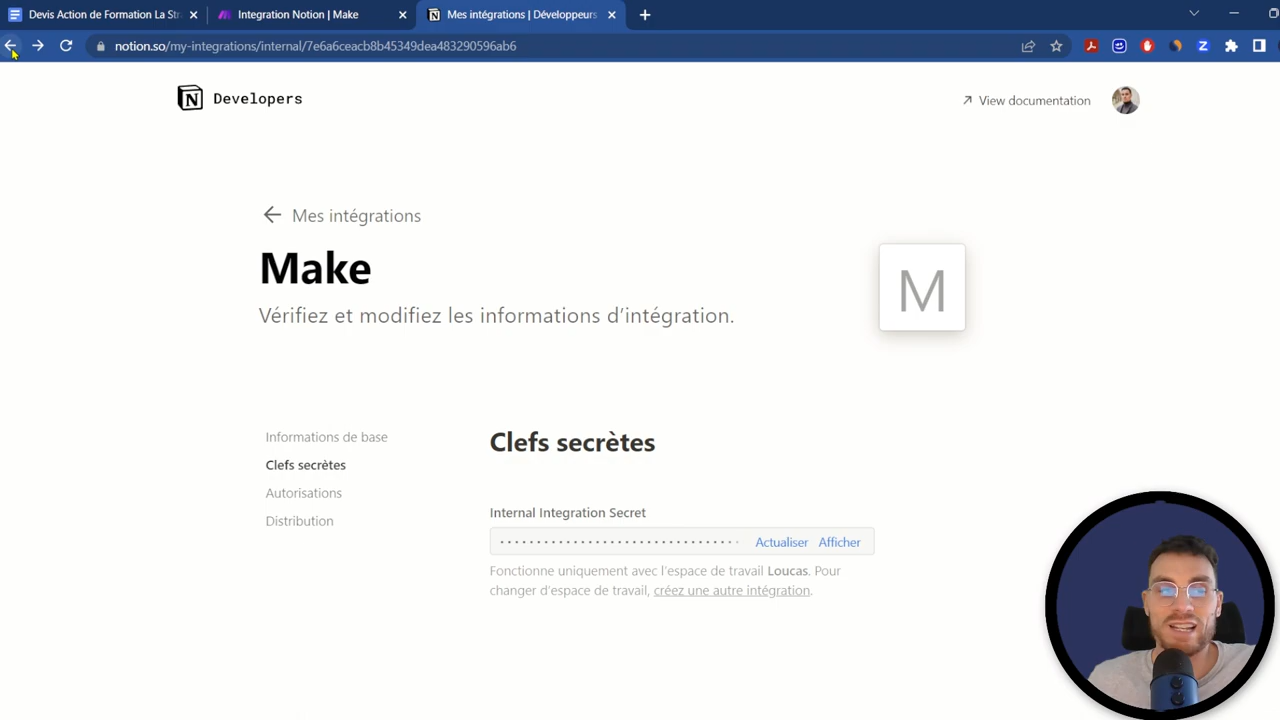 Devis Action de Formation La Str
Integration Notion | Make
Mes intégrations | Développeurs
notion.so/my-integrations/internal/7e6a6ceacb8b45349dea483290596ab6
Developers
View documentation
Mes intégrations
Make
Vérifiez et modifiez les informations d’intégration.
M
Informations de base
Clefs secrètes
Autorisations
Distribution
Clefs secrètes
Internal Integration Secret
Actualiser Afficher
Fonctionne uniquement avec l’espace de travail Loucas. Pour
changer d’espace de travail, créez une autre intégration.